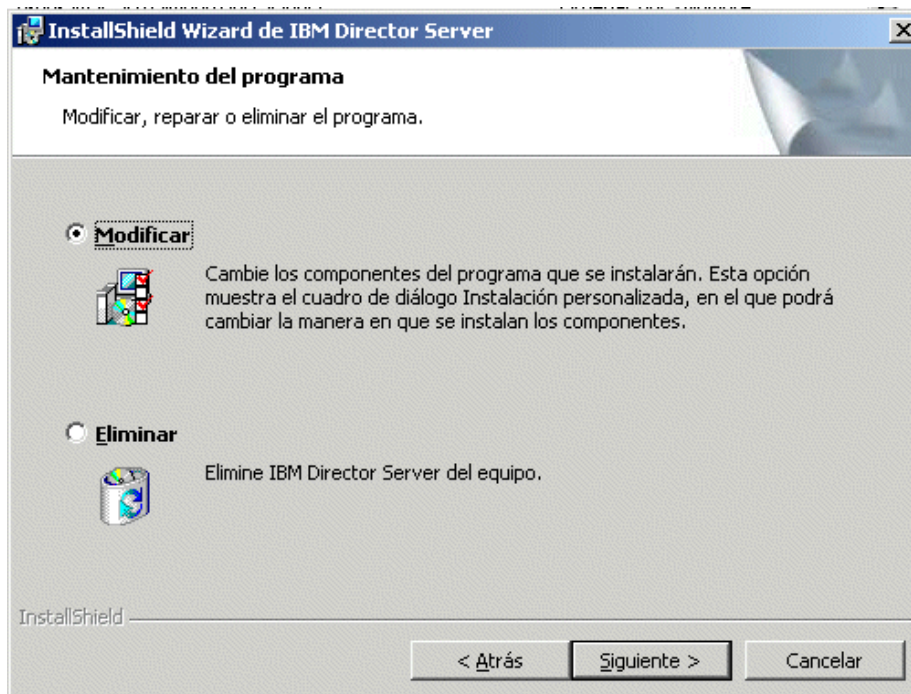 InstallShield Wizard de IBM Director Server
Mantenimiento del programa
Modificar, reparar o eliminar el programa.
Modificar
Cambie los componentes del programa que se instalarán. Esta opción
muestra el cuadro de diálogo Instalación personalizada, en el que podrá
cambiar la manera en que se instalan los componentes.
Eliminar
Elimine IBM Director Server del equipo.
InstallShield
< Atrás
Siguiente >
Cancelar